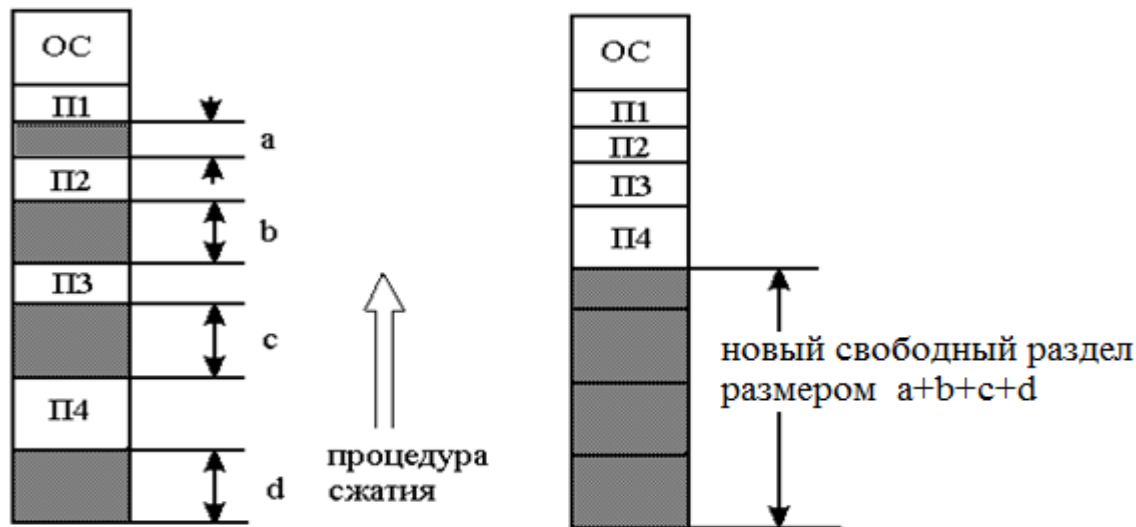 ОС
П1
a
П2
b
П3
c
П4
d
процедура
сжатия
ОС
П1
П2
П3
П4
новый свободный раздел
размером a+b+c+d